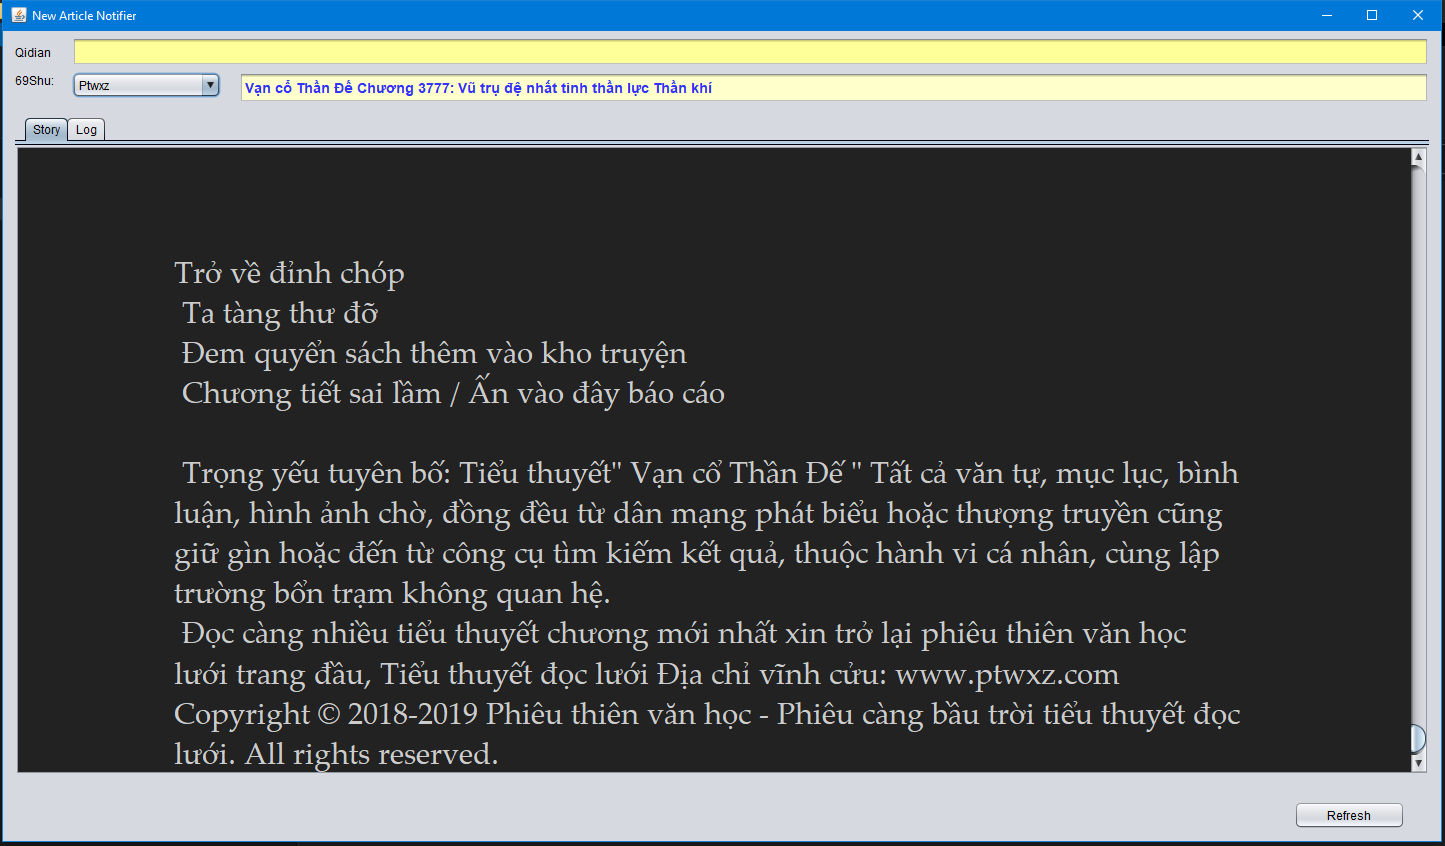 New Article Notifier
Qidian
69Shu:
Ptwxz
Vạn cổ Thần Đế Chương 3777: Vũ trụ đệ nhất tinh thần lực Thần khí
Story
Log
Trở về đỉnh chóp
Ta tàng thư đỡ
Đem quyển sách thêm vào kho truyện
Chương tiết sai lầm / Ấn vào đây báo cáo
Trọng yếu tuyên bố: Tiểu thuyết" Vạn cổ Thần Đế " Tất cả văn tự, mục lục, bình
luận, hình ảnh chờ, đồng đều từ dân mạng phát biểu hoặc thượng truyền cũng
giữ gìn hoặc đến từ công cụ tìm kiếm kết quả, thuộc hành vi cá nhân, cùng lập
trường bổn trạm không quan hệ.
Đọc càng nhiều tiểu thuyết chương mới nhất xin trở lại phiêu thiên văn học
lưới trang đầu, Tiểu thuyết đọc lưới Địa chỉ vĩnh cửu: www.ptwxz.com
Copyright © 2018-2019 Phiêu thiên văn học - Phiêu càng bầu trời tiểu thuyết đọc
lưới. All rights reserved.
Refresh